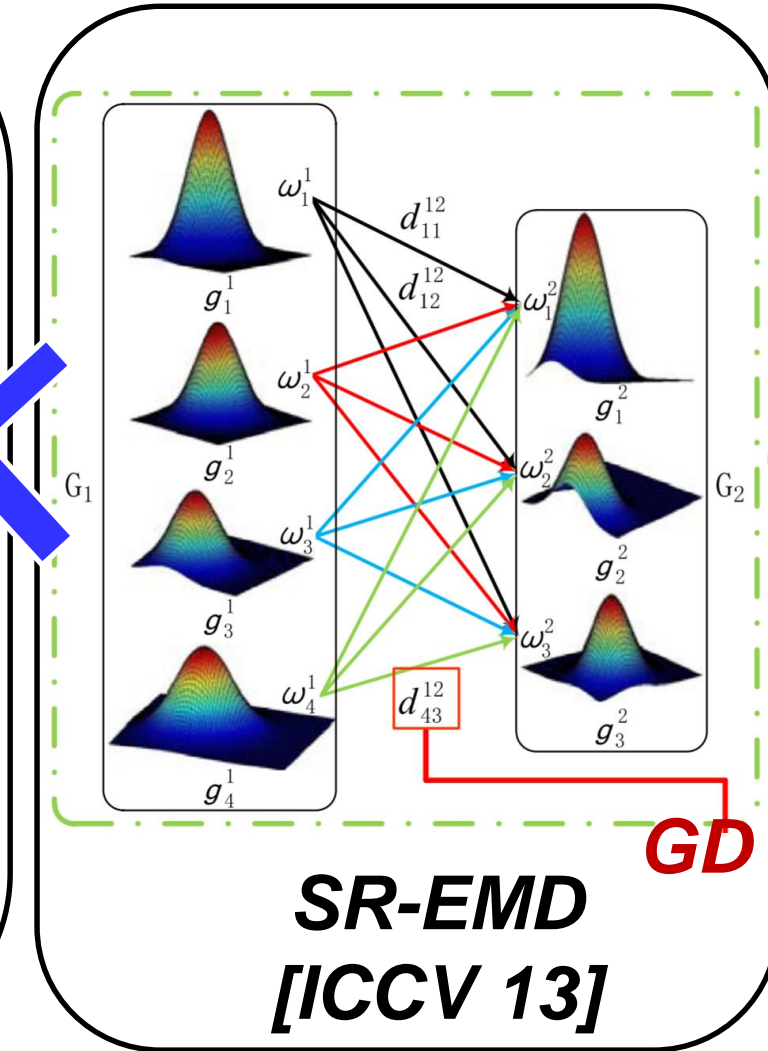 ω₁¹
d₁₁¹²
g₁¹
d₁₂¹²
ω₁²
ω₂¹
g₁²
g₂¹
ω₂²
G₁
G₂
ω₃¹
g₂²
g₃¹
ω₃²
ω₄¹
d₄₃¹²
g₃²
g₄¹
GD
SR-EMD
[ICCV 13]